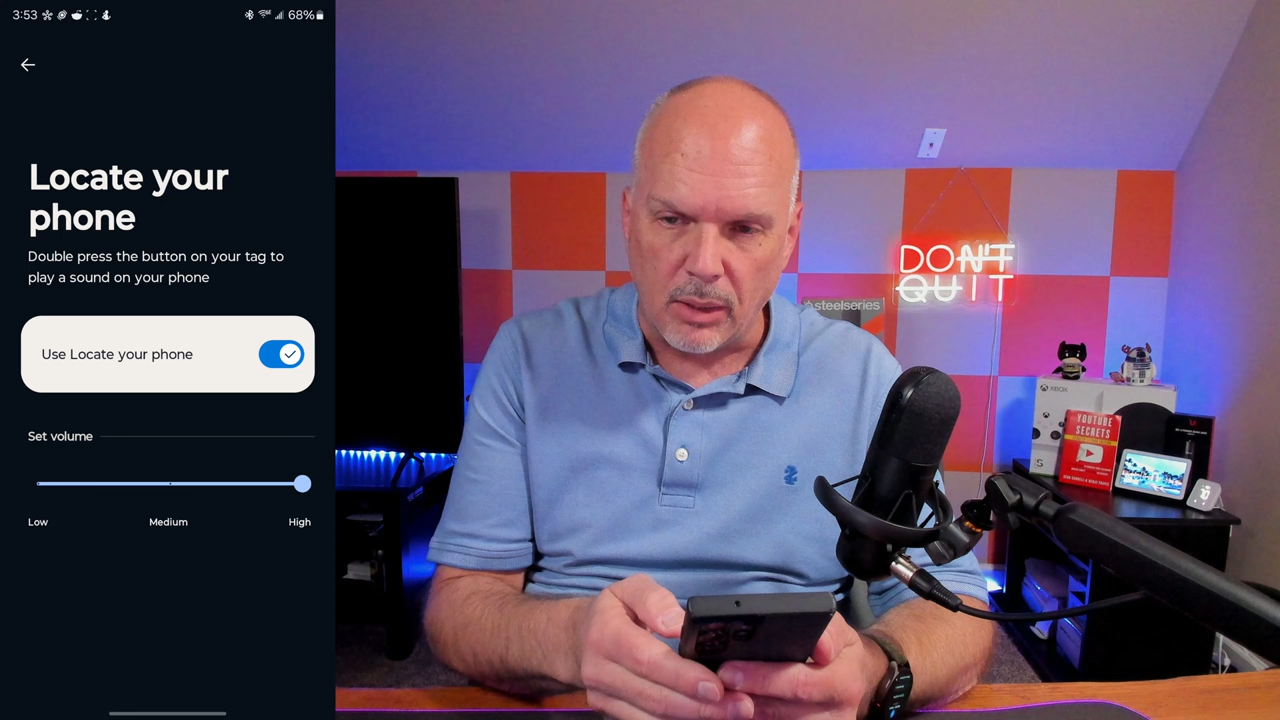 3:53
68%
Locate your
phone
Double press the button on your tag to
play a sound on your phone
Use Locate your phone
Set volume
Low Medium High
DON'T
QUIT
steelseries
XBOX
S
YOUTUBE
SECRETS